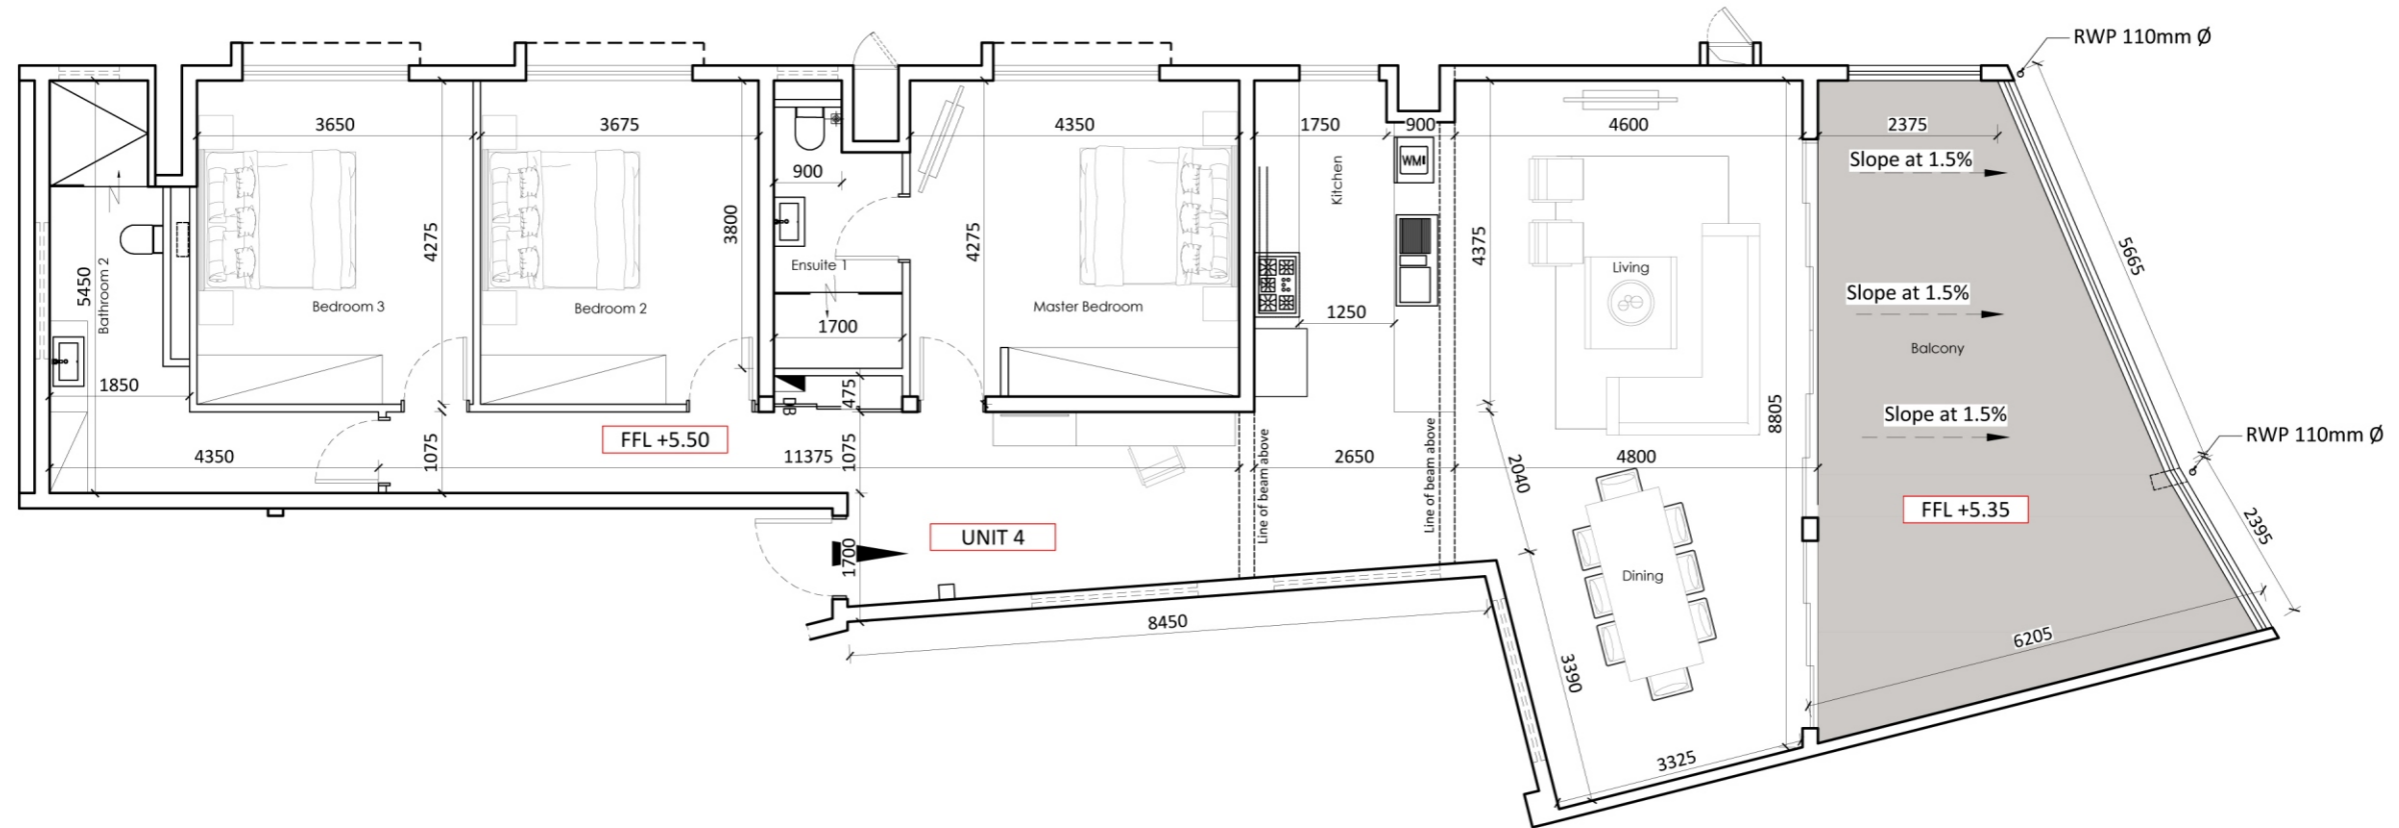 RWP 110mm Ø
3650
3675
4350
1750
900
4600
2375
WM
Slope at 1.5%
900
Kitchen
3800
4275
4275
4375
5665
5450
Bathroom 2
Ensuite 1
Living
Slope at 1.5%
Bedroom 3
Bedroom 2
Master Bedroom
1250
1700
Balcony
1850
475
8805
Slope at 1.5%
FFL +5.50
RWP 110mm Ø
4350
1075
11375
1075
Line of beam above
2650
Line of beam above
4800
2040
FFL +5.35
2395
UNIT 4
1700
Dining
8450
6205
3390
3325